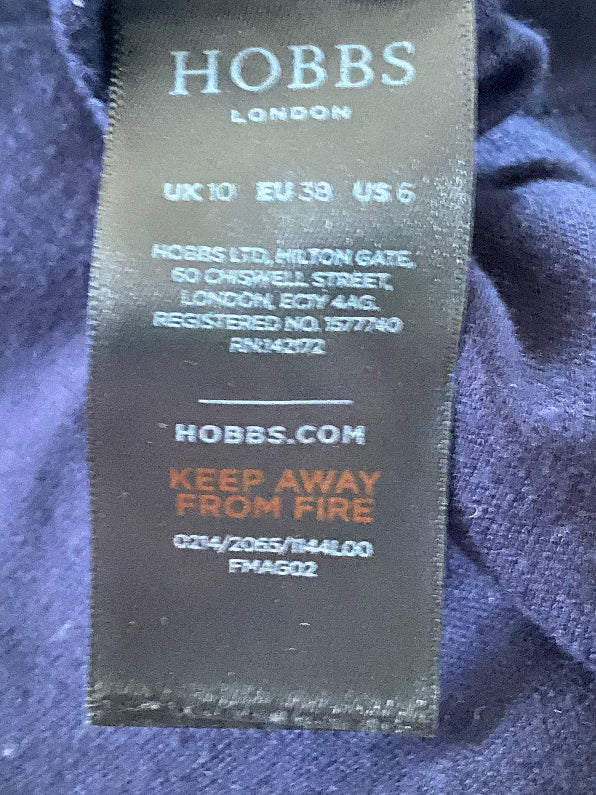 HOBBS
LONDON
UK 10 EU 38 US 6
HOBBS LTD, HILTON GATE,
60 CHISWELL STREET,
LONDON, EC1Y 4AG.
REGISTERED NO. 1577740
RN:142172
HOBBS.COM
KEEP AWAY
FROM FIRE
0214/2065/1144L00
FMAG02